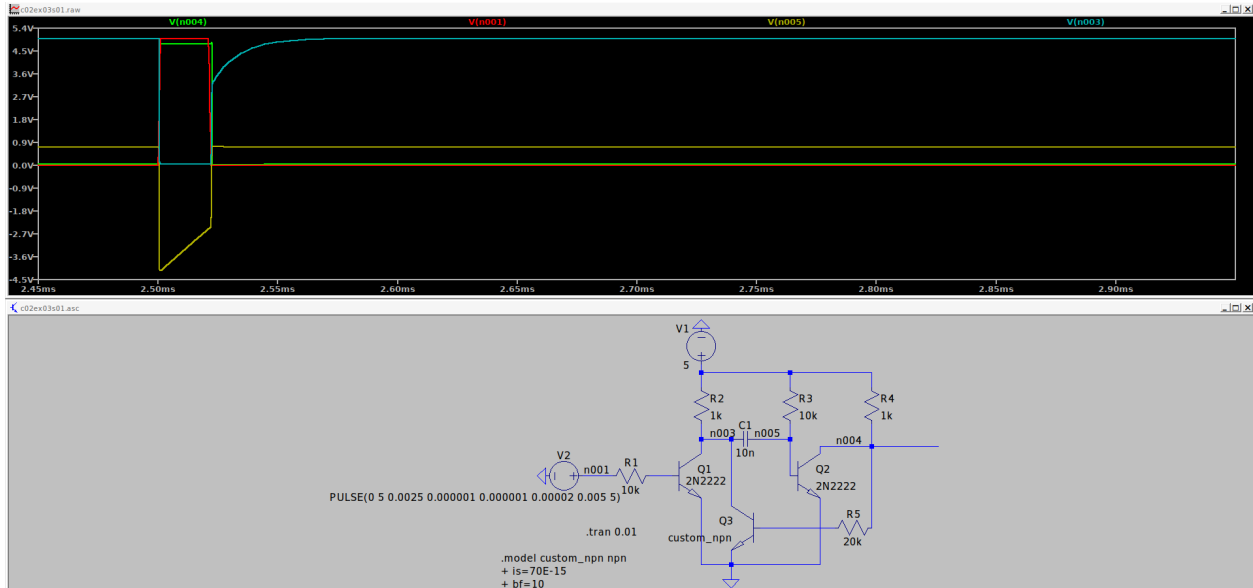 c02ex03s01.raw
V(n004) V(n001) V(n005) V(n003)
5.4V
4.5V
3.6V
2.7V
1.8V
0.9V
0.0V
-0.9V
-1.8V
-2.7V
-3.6V
-4.5V
2.45ms 2.50ms 2.55ms 2.60ms 2.65ms 2.70ms 2.75ms 2.80ms 2.85ms 2.90ms
c02ex03s01.asc
V1
5
R2
1k
R3
10k
R4
1k
n003
C1
10n
n005
n004
V2
n001
R1
10k
Q1
2N2222
Q2
2N2222
PULSE(0 5 0.0025 0.000001 0.000001 0.00002 0.005 5)
Q3
custom_npn
R5
20k
.tran 0.01
.model custom_npn npn
+ is=70E-15
+ bf=10